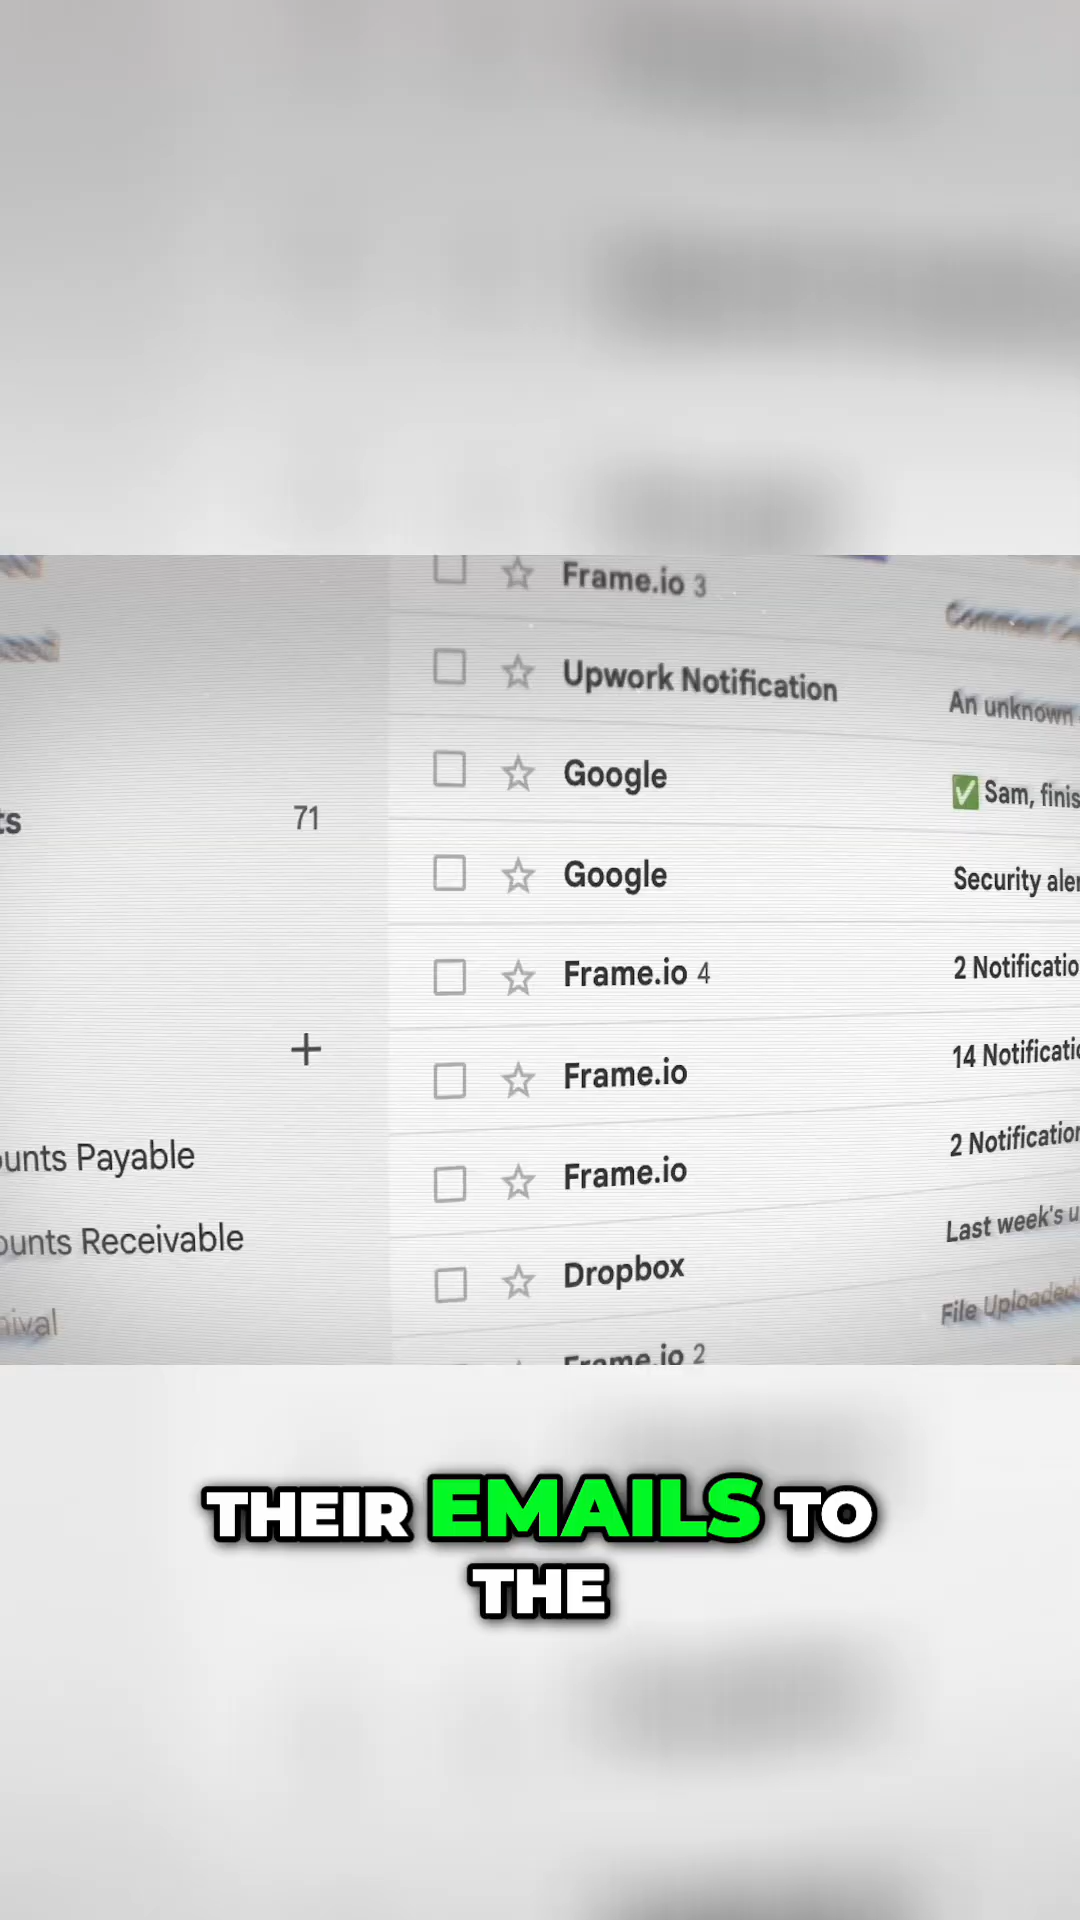 Frame.io 3
Upwork Notification
An unknown
Google
✅ Sam, finis
ts
71
Google
Security aler
Frame.io 4
2 Notificatio
Frame.io
14 Notificatio
Frame.io
2 Notification
ounts Payable
Dropbox
Last week's u
ounts Receivable
File Uploaded
nival
Frame.io 2
THEIR EMAILS TO
THE